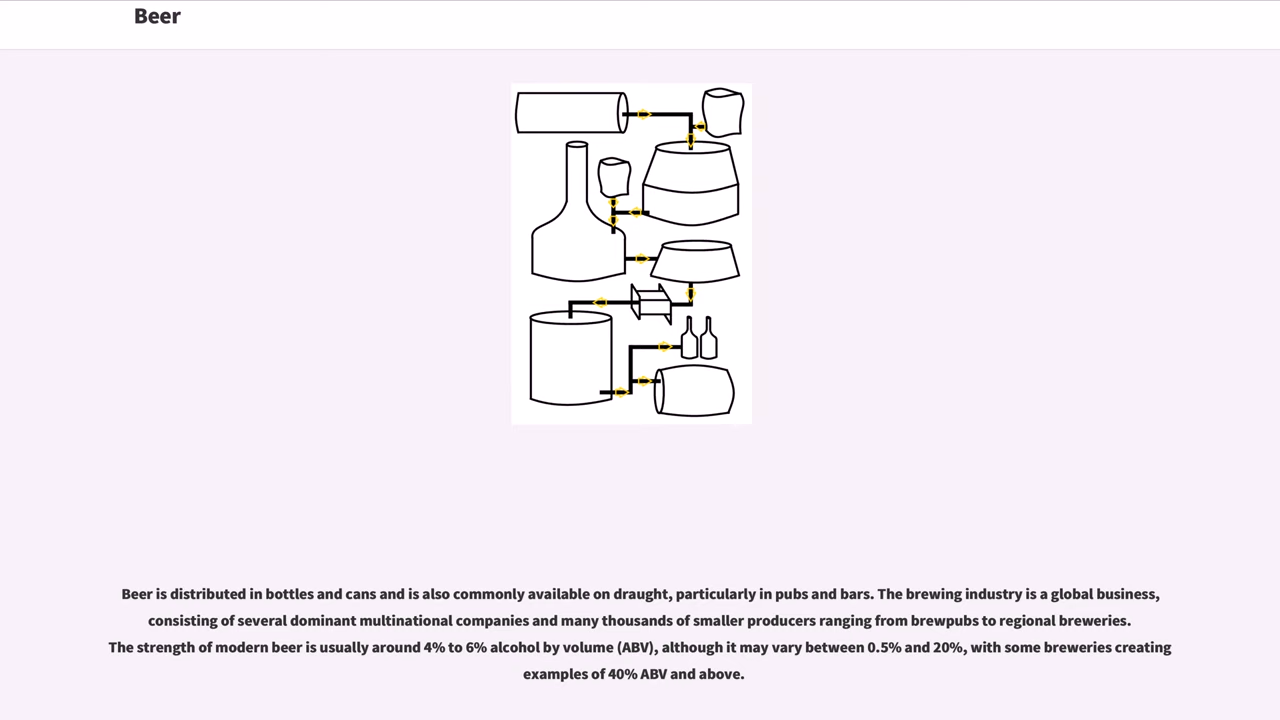 Beer
Beer is distributed in bottles and cans and is also commonly available on draught, particularly in pubs and bars. The brewing industry is a global business,
consisting of several dominant multinational companies and many thousands of smaller producers ranging from brewpubs to regional breweries.
The strength of modern beer is usually around 4% to 6% alcohol by volume (ABV), although it may vary between 0.5% and 20%, with some breweries creating
examples of 40% ABV and above.